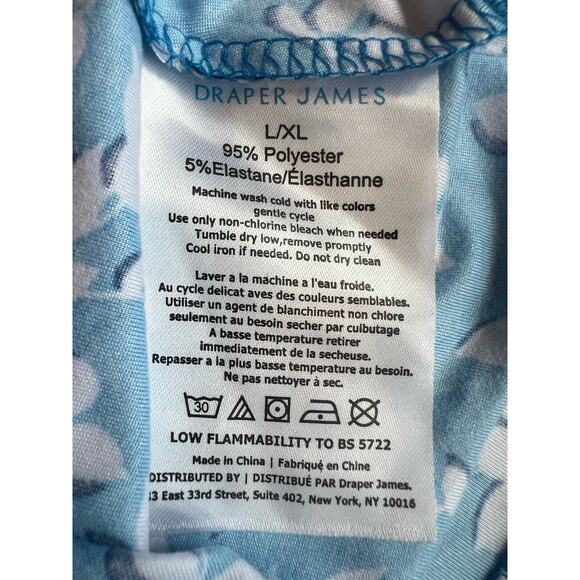 DRAPER JAMES
L/XL
95% Polyester
5%Elastane/Élasthanne
Machine wash cold with like colors
gentle cycle
Use only non-chlorine bleach when needed
Tumble dry low,remove promptly
Cool iron if needed. Do not dry clean
Laver a la machina a l'eau froide.
Au cycle delicat aves des couleurs semblables.
Utiliser un agent de blanchiment non chlore
seulement au besoin secher par culbutage
A basse temperature retirer
immediatement de la secheuse.
Repasser a la plus basse temperature au besoin.
Ne pas nettoyer à sec.
30
LOW FLAMMABILITY TO BS 5722
Made in China | Fabriqué en Chine
DISTRIBUTED BY | DISTRIBUÉ PAR Draper James.
East 33rd Street, Suite 402, New York, NY 10016